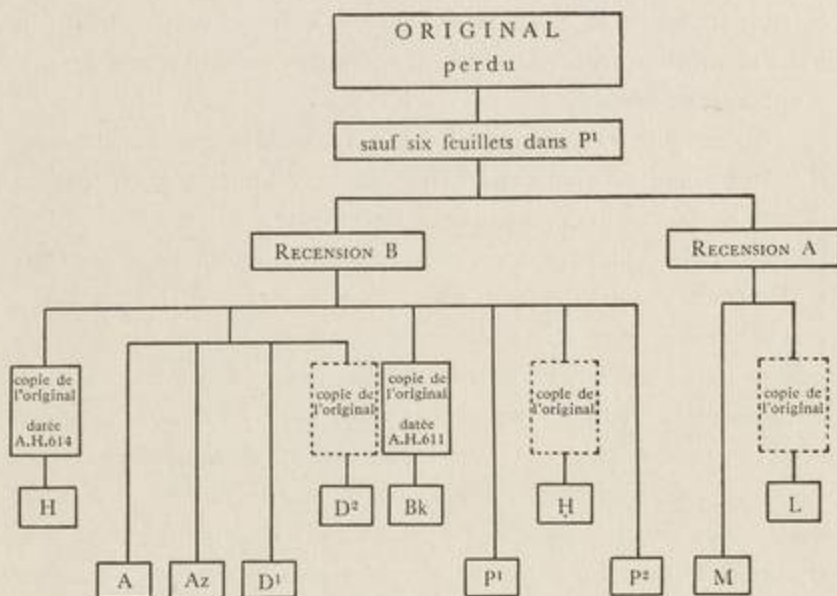 ORIGINAL
perdu
sauf six feuillets dans P¹
RECENSION B
RECENSION A
copie de
l'original
datée
A.H.614
copie de
l'original
copie de
l'original
datée
A.H.611
copie de
l'original
copie de
l'original
H
D²
Bk
Ḥ
L
A
Az
D¹
P¹
P²
M